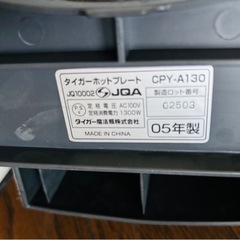 タイガーホットプレート CPY-A130
JQ10002 JQA
PSE 定格電圧 AC100V
定格消費電力 1300W
製造ロット番号
02503
MADE IN CHINA
タイガー魔法瓶株式会社
05年製